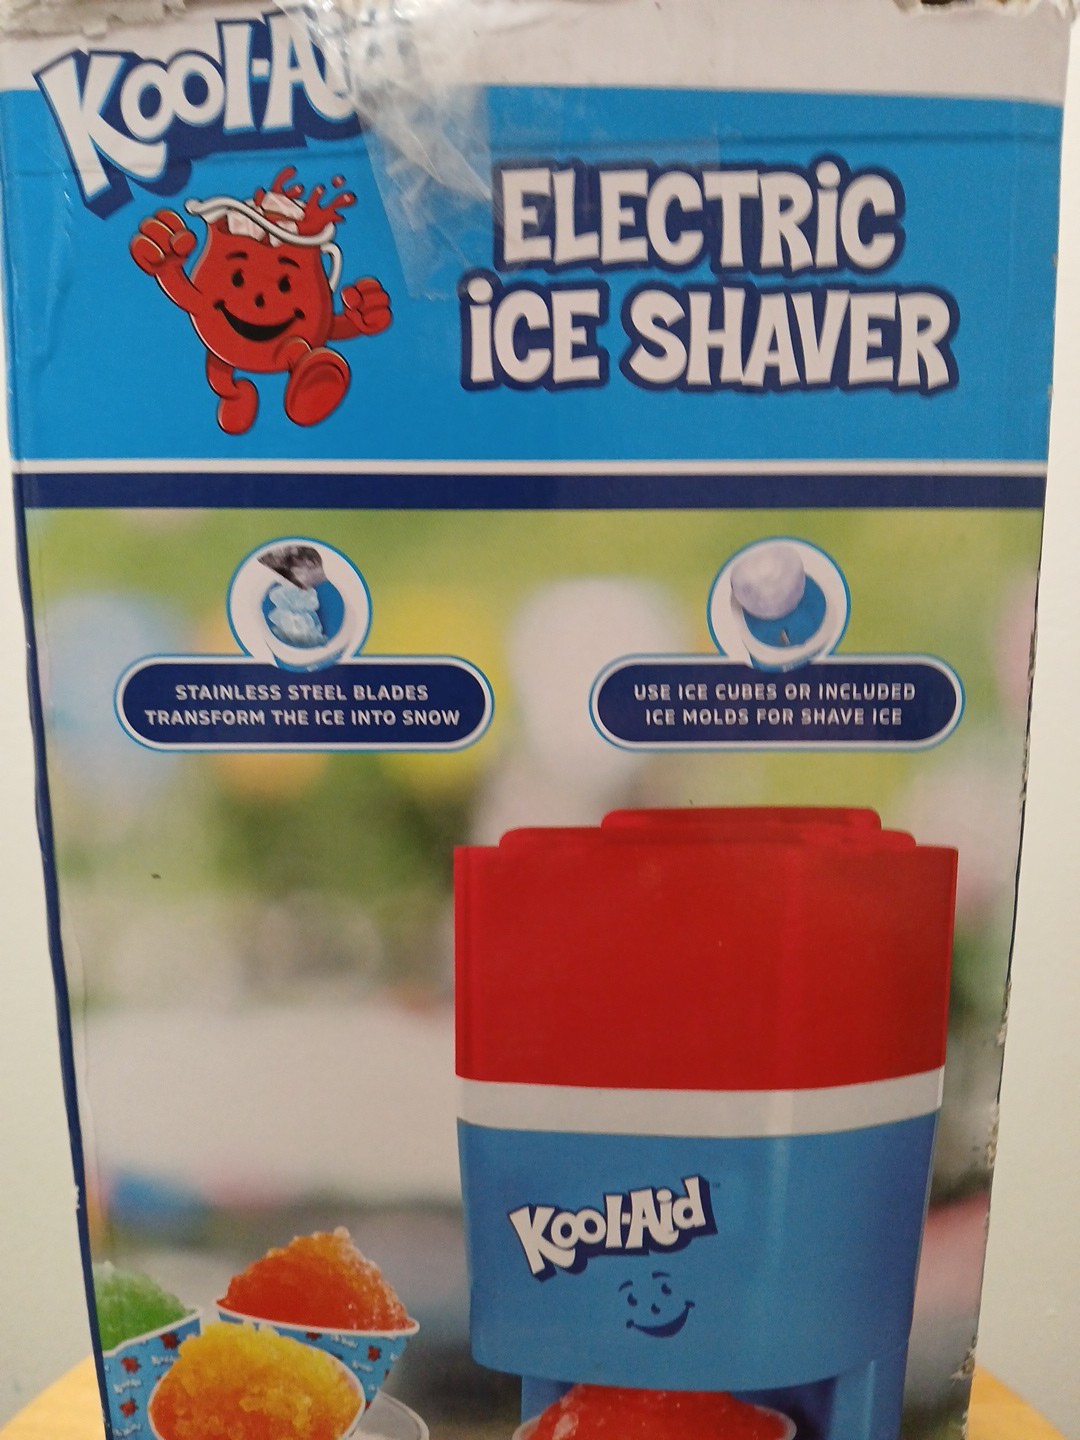 Kool-A
ELECTRIC
ICE SHAVER
STAINLESS STEEL BLADES
TRANSFORM THE ICE INTO SNOW
USE ICE CUBES OR INCLUDED
ICE MOLDS FOR SHAVE ICE
Kool-Aid